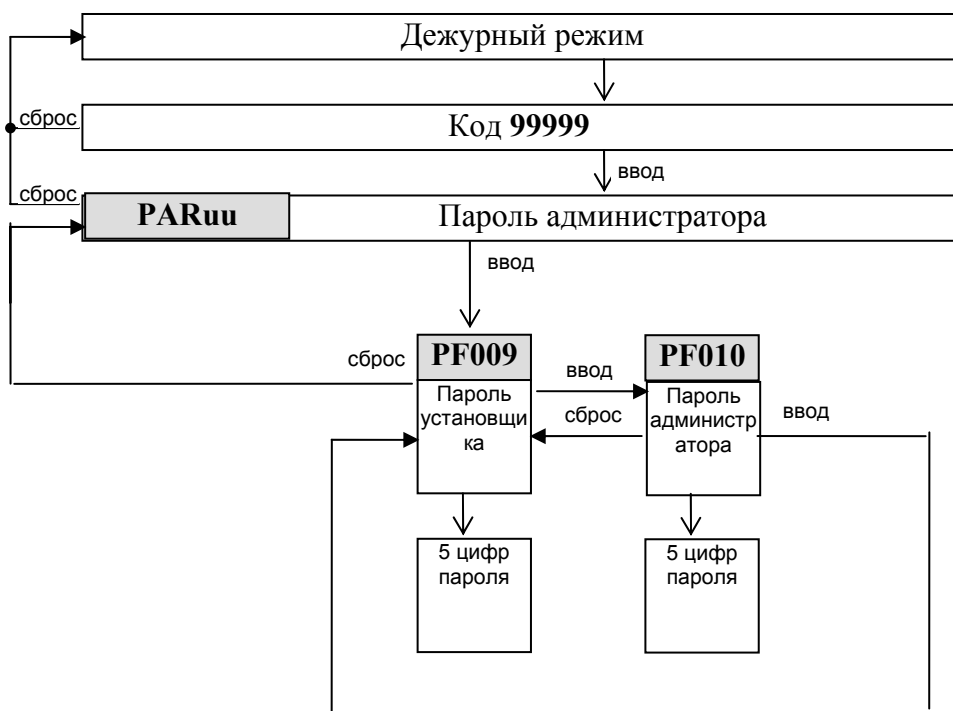 Дежурный режим
сброс
Код 99999
ввод
сброс
PARuu Пароль администратора
ввод
сброс
PF009
ввод
PF010
Пароль
установщи
ка
сброс
Пароль
администр
атора
ввод
5 цифр
пароля
5 цифр
пароля